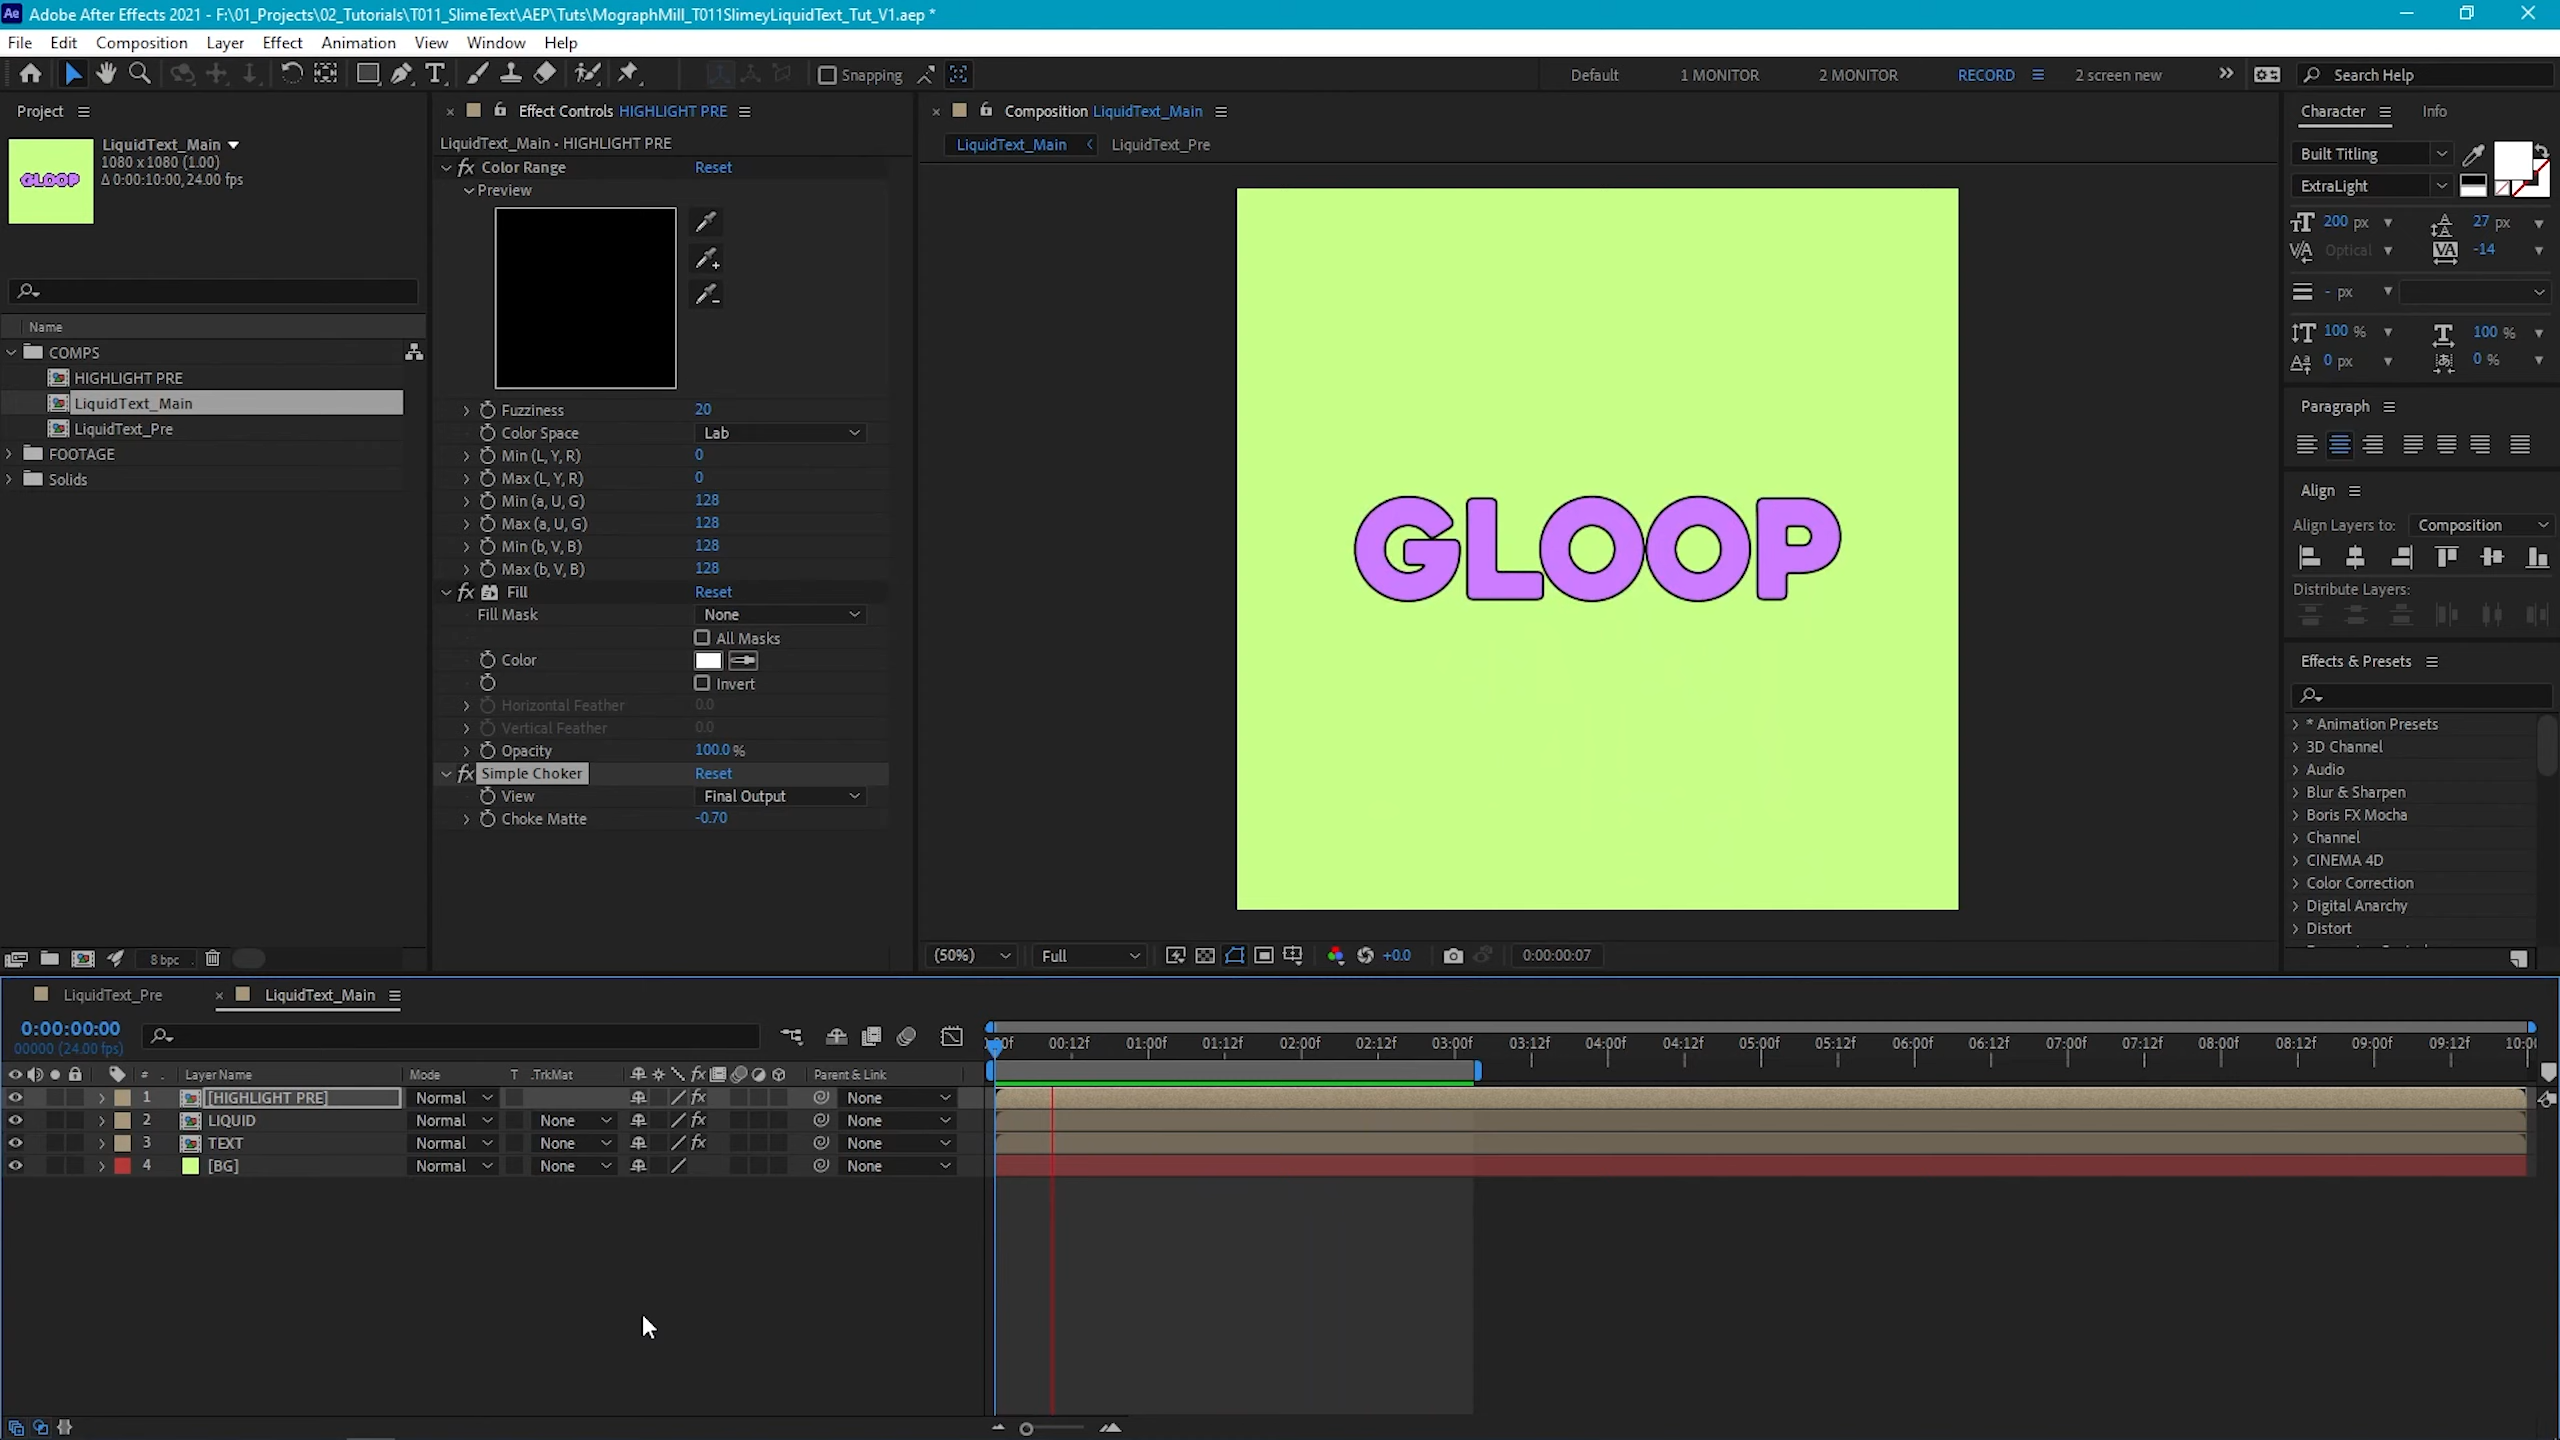 Adobe After Effects 2021 - F:\01_Projects\02_Tutorials\T011_SlimeText\AEP\Tuts\MographMill_T011SlimeyLiquidText_Tut_V1.aep *
File Edit Composition Layer Effect Animation View Window Help
Snapping
Default 1 MONITOR 2 MONITOR RECORD 2 screen new Search Help
Project
LiquidText_Main
1080 x 1080 (1.00)
Δ 0:00:10:00, 24.00 fps
GLOOP
Name
COMPS
HIGHLIGHT PRE
LiquidText_Main
LiquidText_Pre
FOOTAGE
Solids
8 bpc
Effect Controls HIGHLIGHT PRE
LiquidText_Main • HIGHLIGHT PRE
fx Color Range Reset
Preview
Fuzziness 20
Color Space Lab
Min (L, Y, R) 0
Max (L, Y, R) 0
Min (a, U, G) 128
Max (a, U, G) 128
Min (b, V, B) 128
Max (b, V, B) 128
fx Fill Reset
Fill Mask None
All Masks
Color
Invert
Horizontal Feather 0.0
Vertical Feather 0.0
Opacity 100.0 %
fx Simple Choker Reset
View Final Output
Choke Matte -0.70
Composition LiquidText_Main
LiquidText_Main LiquidText_Pre
GLOOP
(50%) Full +0.0 0:00:00:07
Character Info
Built Titling
ExtraLight
200 px 27 px
Optical -14
- px
100 % 100 %
0 px 0 %
Paragraph
Align
Align Layers to: Composition
Distribute Layers:
Effects & Presets
* Animation Presets
3D Channel
Audio
Blur & Sharpen
Boris FX Mocha
Channel
CINEMA 4D
Color Correction
Digital Anarchy
Distort
LiquidText_Pre LiquidText_Main
0:00:00:00
00000 (24.00 fps)
00f 00:12f 01:00f 01:12f 02:00f 02:12f 03:00f 03:12f 04:00f 04:12f 05:00f 05:12f 06:00f 06:12f 07:00f 07:12f 08:00f 08:12f 09:00f 09:12f 10:00
# Layer Name Mode T .TrkMat fx Parent & Link
1 [HIGHLIGHT PRE] Normal fx None
2 LIQUID Normal None fx None
3 TEXT Normal None fx None
4 [BG] Normal None None